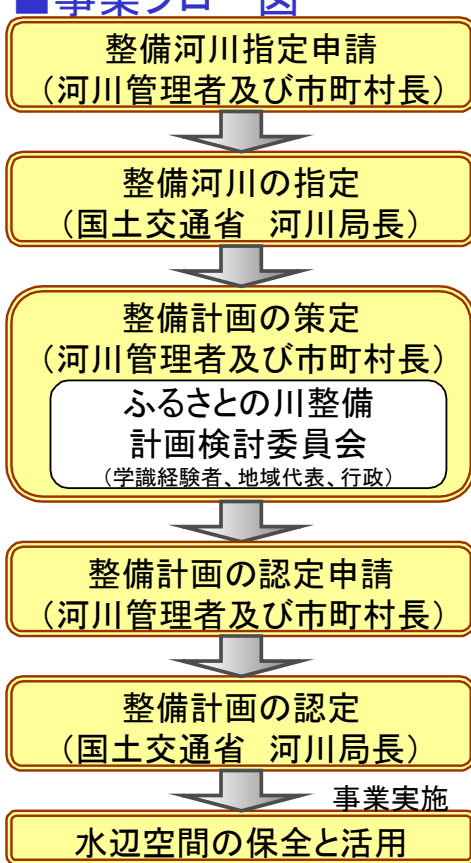 ■事業フロー図
整備河川指定申請
（河川管理者及び市町村長）
整備河川の指定
（国土交通省　河川局長）
整備計画の策定
（河川管理者及び市町村長）
ふるさとの川整備
計画検討委員会
（学識経験者、地域代表、行政）
整備計画の認定申請
（河川管理者及び市町村長）
整備計画の認定
（国土交通省　河川局長）
事業実施
水辺空間の保全と活用